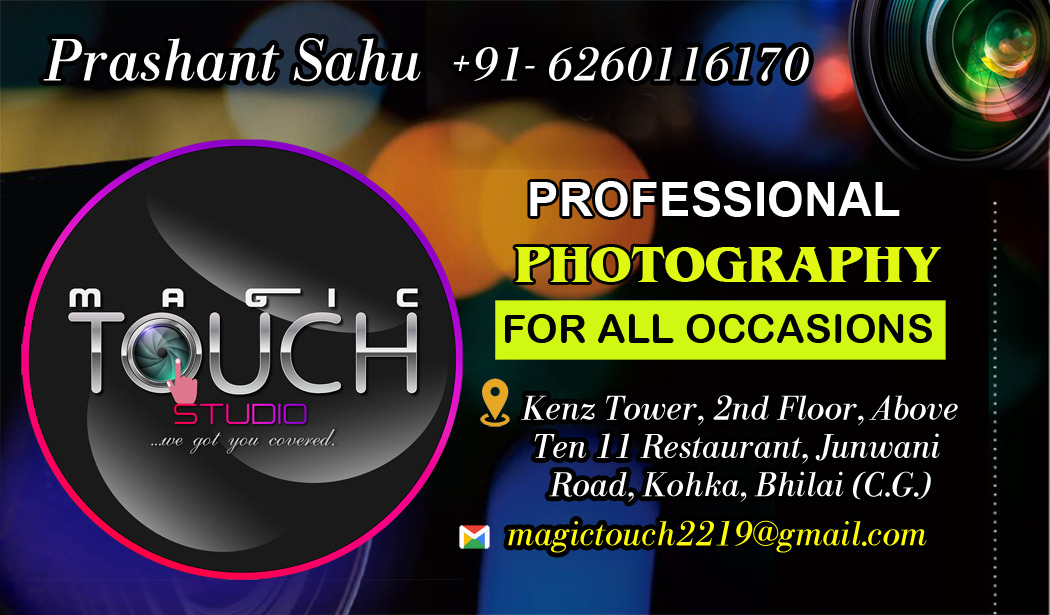 Prashant Sahu +91- 6260116170
MAGIC
TOUCH
STUDIO
...we got you covered.
PROFESSIONAL
PHOTOGRAPHY
FOR ALL OCCASIONS
Kenz Tower, 2nd Floor, Above
Ten 11 Restaurant, Junwani
Road, Kohka, Bhilai (C.G.)
magictouch2219@gmail.com